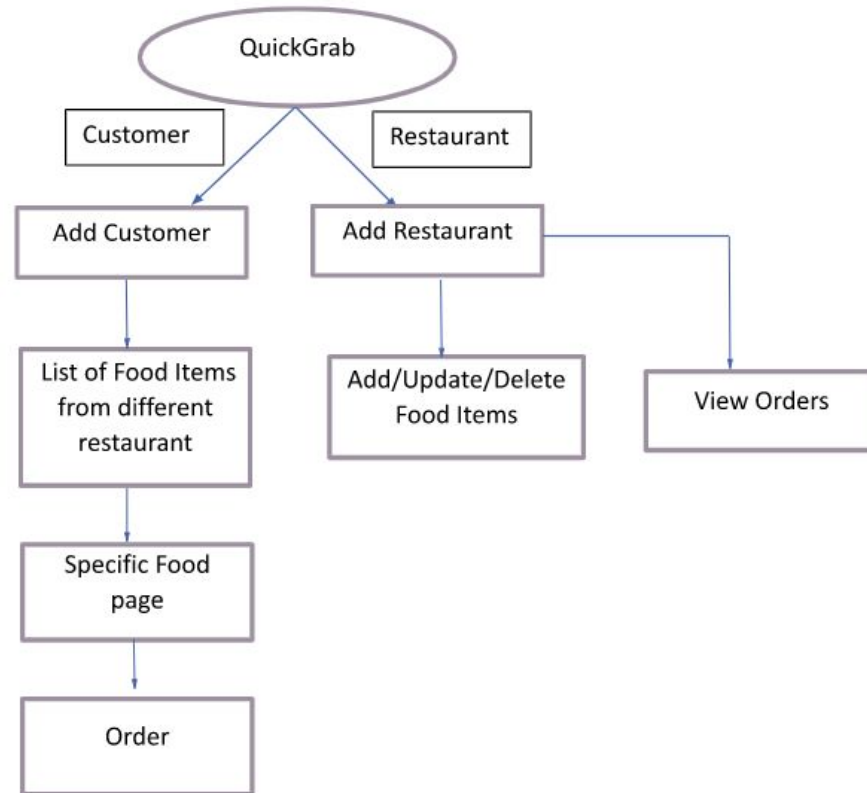 QuickGrab
Customer
Restaurant
Add Customer
Add Restaurant
List of Food Items
from different
restaurant
Add/Update/Delete
Food Items
View Orders
Specific Food
page
Order